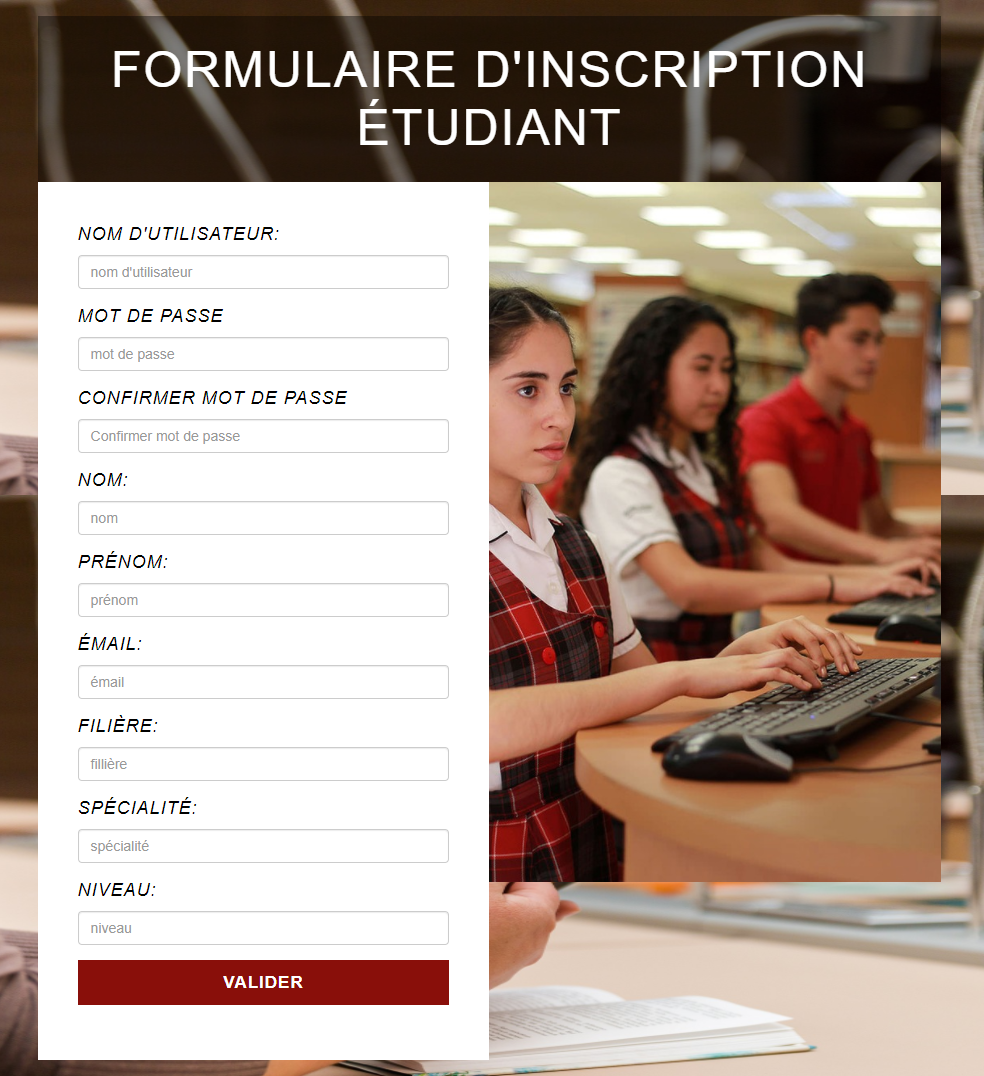 FORMULAIRE D'INSCRIPTION
ÉTUDIANT
NOM D'UTILISATEUR:
nom d'utilisateur
MOT DE PASSE
mot de passe
CONFIRMER MOT DE PASSE
Confirmer mot de passe
NOM:
nom
PRÉNOM:
prénom
ÉMAIL:
émail
FILIÈRE:
fillière
SPÉCIALITÉ:
spécialité
NIVEAU:
niveau
VALIDER